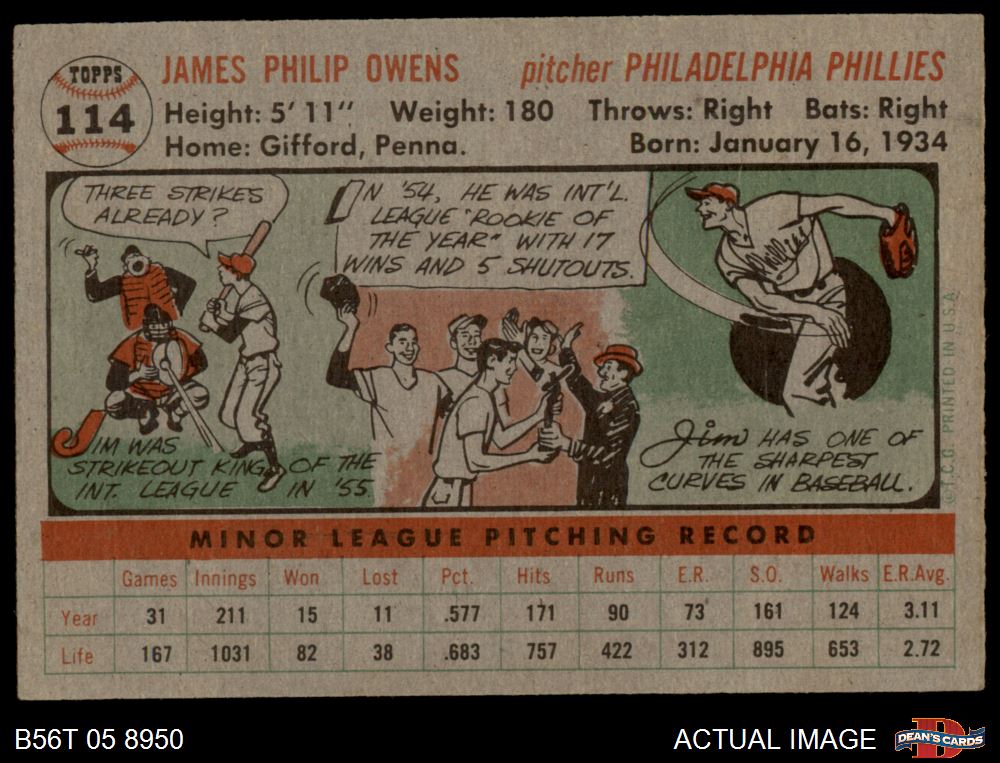 TOPPS
114
JAMES PHILIP OWENS pitcher PHILADELPHIA PHILLIES
Height: 5' 11" Weight: 180 Throws: Right Bats: Right
Home: Gifford, Penna. Born: January 16, 1934
THREE STRIKES
ALREADY?
IN '54, HE WAS INT'L.
LEAGUE "ROOKIE OF
THE YEAR" WITH 17
WINS AND 5 SHUTOUTS.
Phillies
JIM WAS
STRIKEOUT KING OF THE
INT. LEAGUE IN '55
Jim HAS ONE OF
THE SHARPEST
CURVES IN BASEBALL.
©T.C.G. PRINTED IN U.S.A.
MINOR LEAGUE PITCHING RECORD
Games Innings Won Lost Pct. Hits Runs E.R. S.O. Walks E.R.Avg.
Year 31 211 15 11 .577 171 90 73 161 124 3.11
Life 167 1031 82 38 .683 757 422 312 895 653 2.72
B56T 05 8950 ACTUAL IMAGE DEAN'S CARDS